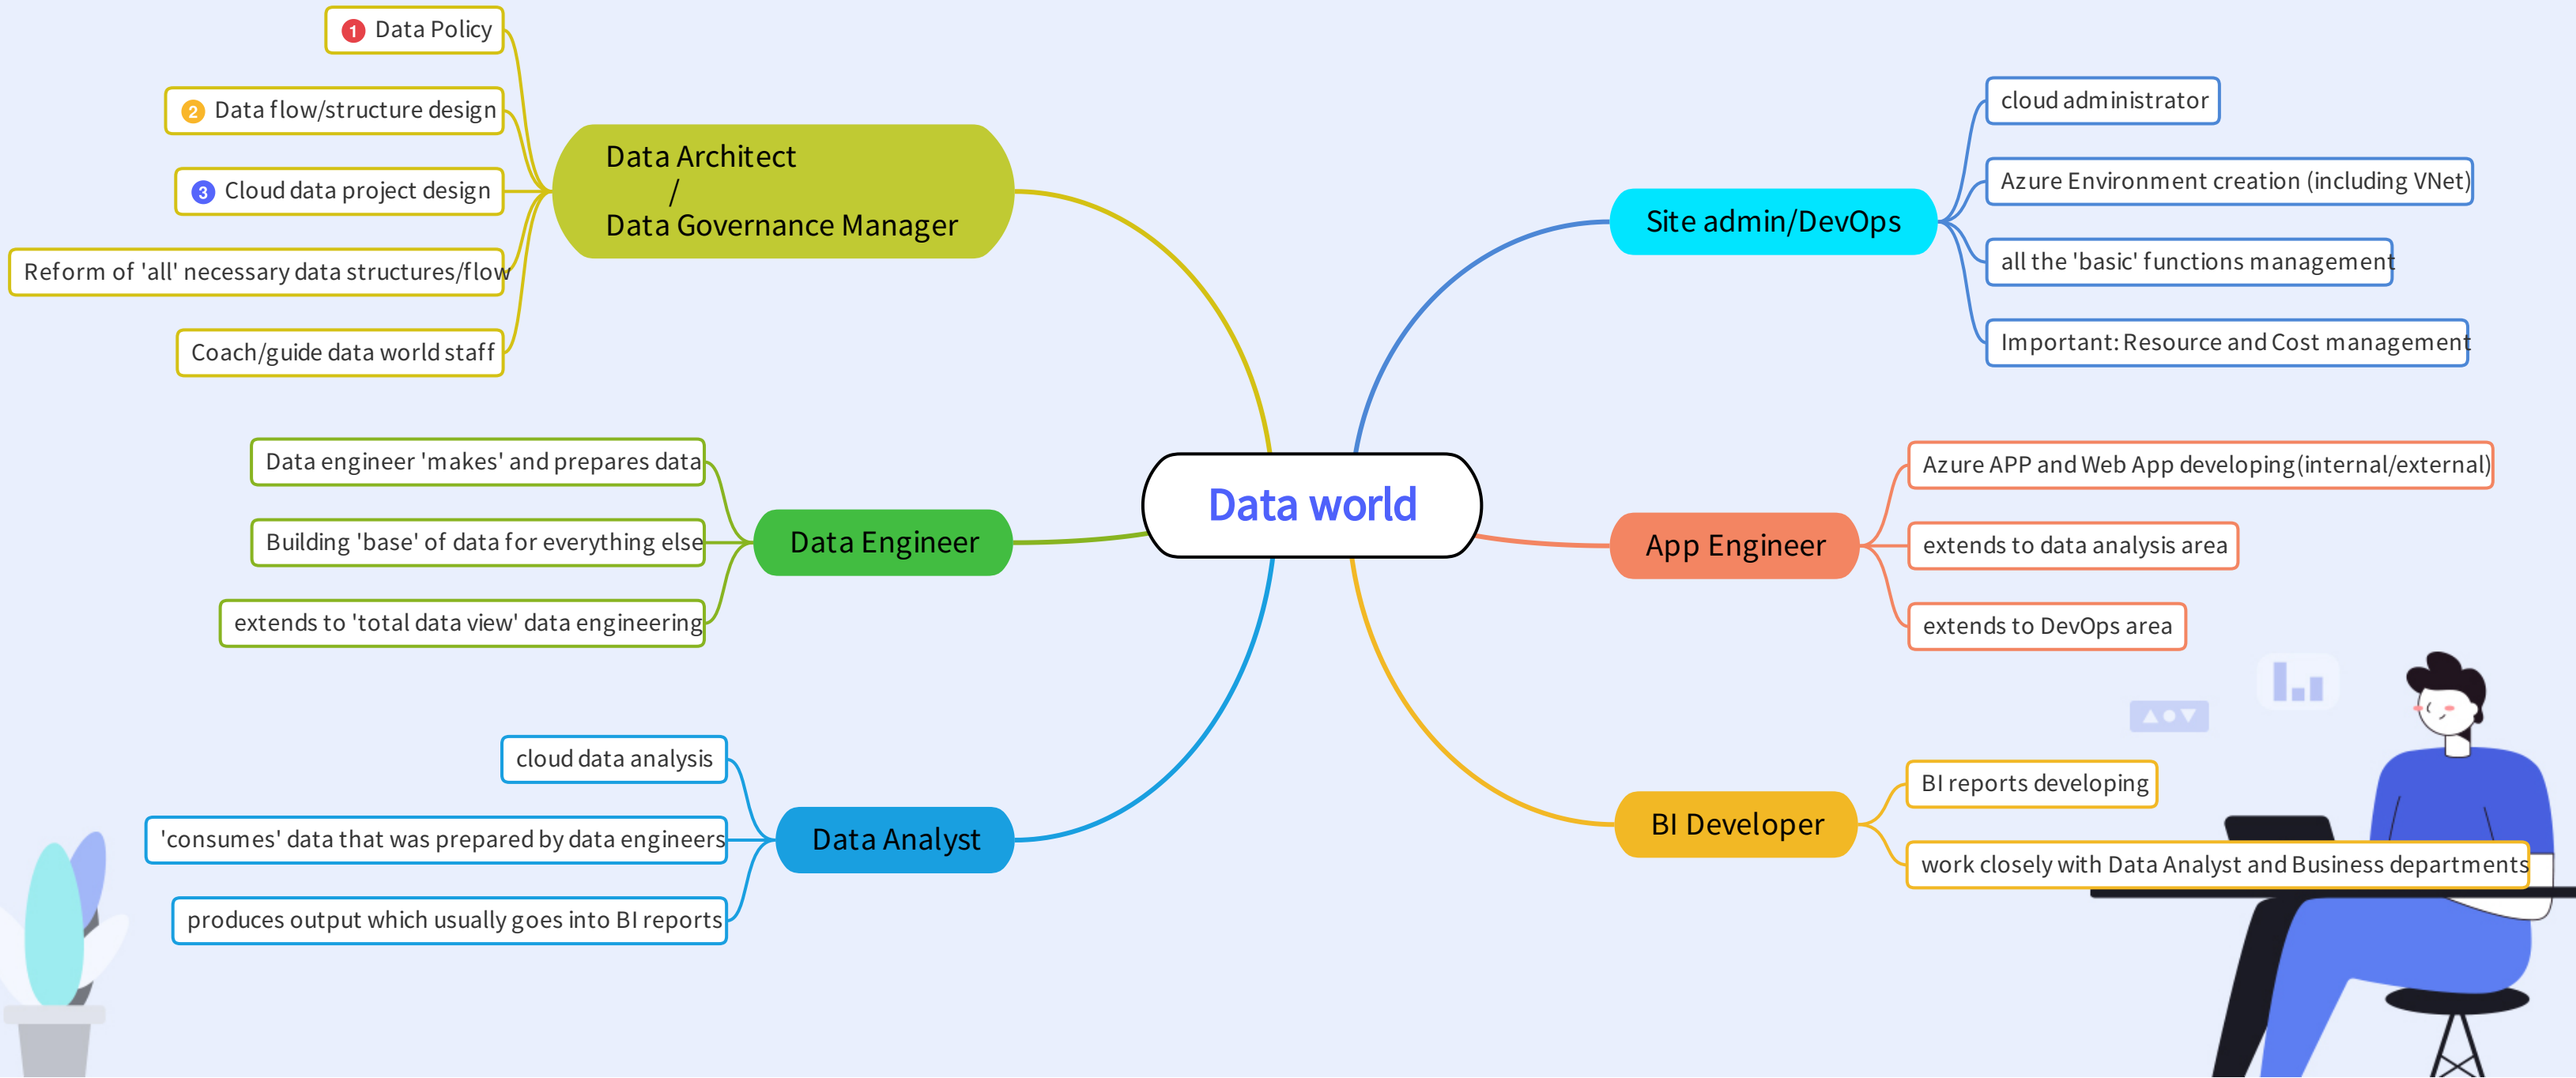 Data world
1 Data Policy
2 Data flow/structure design
3 Cloud data project design
Reform of 'all' necessary data structures/flow
Coach/guide data world staff
Data Architect
/
Data Governance Manager
Data engineer 'makes' and prepares data
Building 'base' of data for everything else
extends to 'total data view' data engineering
Data Engineer
cloud data analysis
'consumes' data that was prepared by data engineers
produces output which usually goes into BI reports
Data Analyst
Site admin/DevOps
cloud administrator
Azure Environment creation (including VNet)
all the 'basic' functions management
Important: Resource and Cost management
App Engineer
Azure APP and Web App developing(internal/external)
extends to data analysis area
extends to DevOps area
BI Developer
BI reports developing
work closely with Data Analyst and Business departments